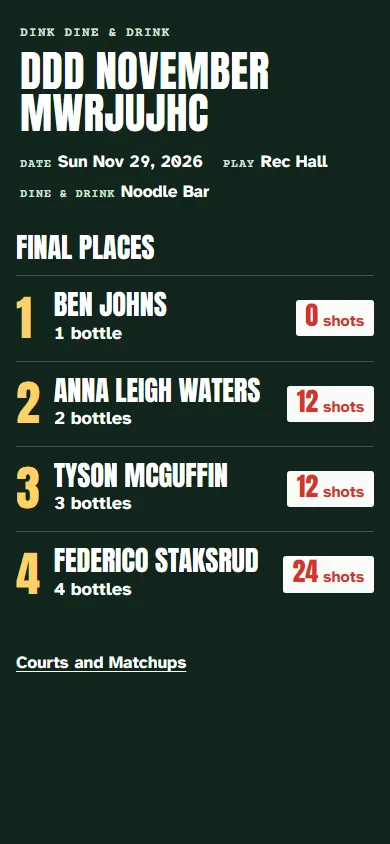 DINK DINE & DRINK
DDD NOVEMBER
MWRJUJHC
DATE Sun Nov 29, 2026 PLAY Rec Hall
DINE & DRINK Noodle Bar
FINAL PLACES
1 BEN JOHNS
1 bottle
0 shots
2 ANNA LEIGH WATERS
2 bottles
12 shots
3 TYSON MCGUFFIN
3 bottles
12 shots
4 FEDERICO STAKSRUD
4 bottles
24 shots
Courts and Matchups